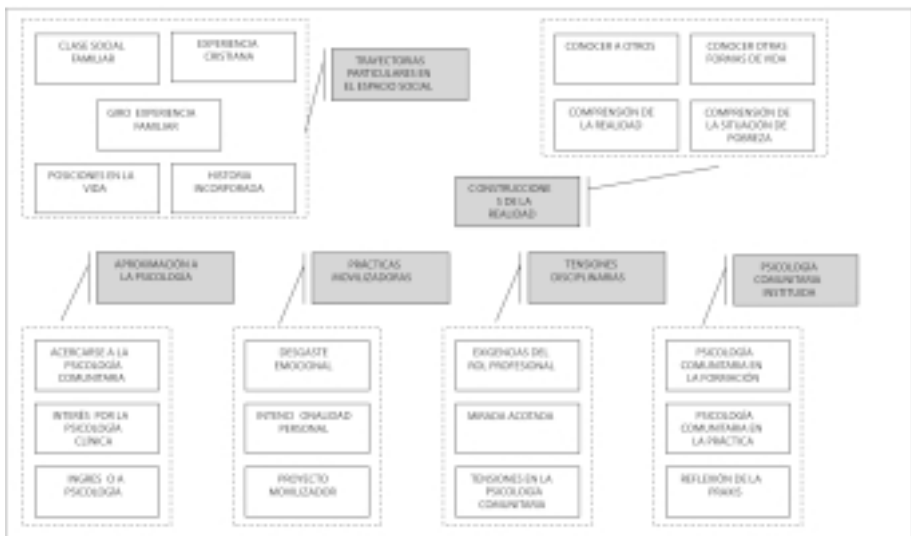 CLASE SOCIAL
FAMILIAR
EXPERIENCIA
CRISTIANA
GIRO EXPERIENCIA
FAMILIAR
POSICIONES EN LA
VIDA
HISTORIA
INCORPORADA
TRAYECTORIAS
PARTICULARES EN
EL ESPACIO SOCIAL
CONOCER A OTROS
CONOCER OTRAS
FORMAS DE VIDA
COMPRENSIÓN DE
LA REALIDAD
COMPRENSIÓN DE
LA SITUACIÓN DE
POBREZA
CONSTRUCCIONE
S DE LA
REALIDAD
APROXIMACIÓN A
LA PSICOLOGÍA
PRÁCTICAS
MOVILIZADORAS
TENSIONES
DISCIPLINARIAS
PSICOLOGÍA
COMUNITARIA
INSTITUIDA
ACERCARSE A LA
PSICOLOGÍA
COMUNITARIA
INTERÉS POR LA
PSICOLOGÍA
CLÍNICA
INGRES O A
PSICOLOGÍA
DESGASTE
EMOCIONAL
INTENCI ONALIDAD
PERSONAL
PROYECTO
MOVILIZADOR
EXIGENCIAS DEL
ROL PROFESIONAL
MIRADA ACOTADA
TENSIONES EN LA
PSICOLOGÍA
COMUNITARIA
PSICOLOGÍA
COMUNITARIA EN
LA FORMACIÓN
PSICOLOGÍA
COMUNITARIA EN
LA PRÁCTICA
REFLEXIÓN DE LA
PRAXIS